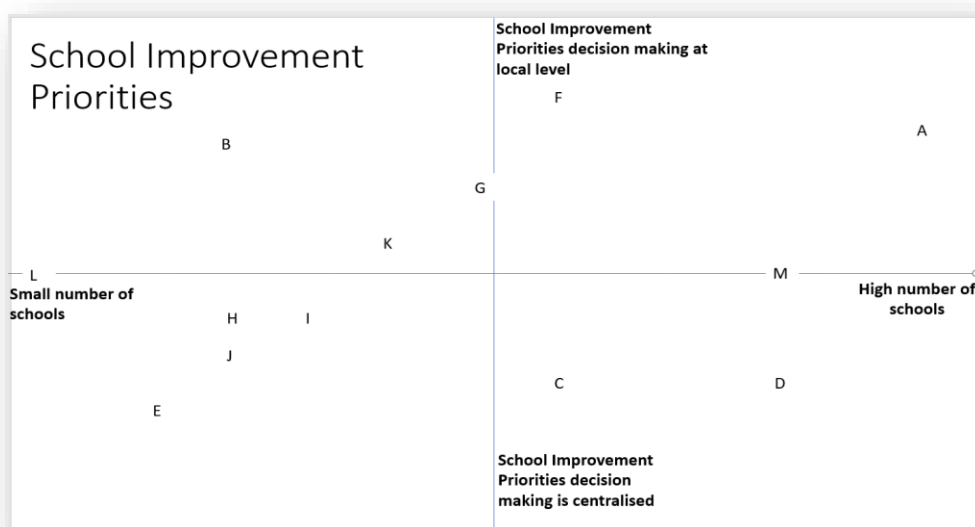 School Improvement
Priorities
School Improvement
Priorities decision making at
local level
F
A
B
G
K
L
M
Small number of
schools
High number of
schools
H
I
J
C
D
E
School Improvement
Priorities decision
making is centralised